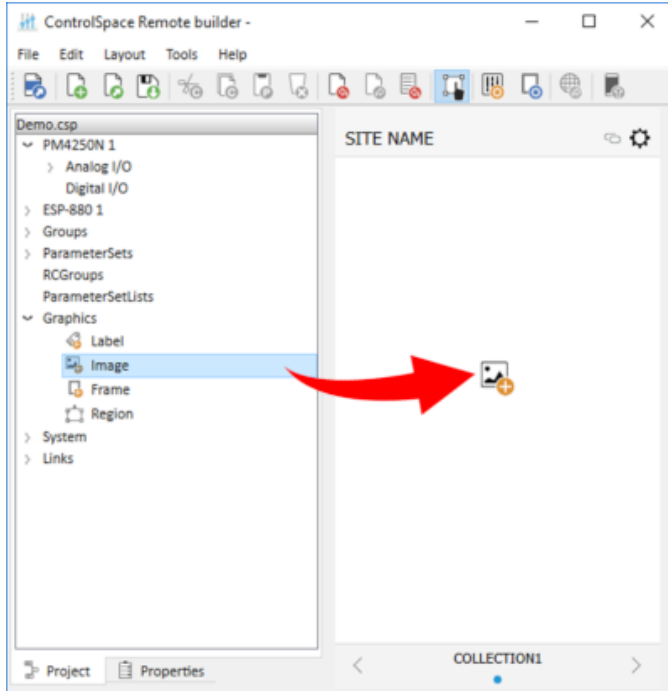 ControlSpace Remote builder -
File Edit Layout Tools Help
Demo.csp
PM4250N 1
Analog I/O
Digital I/O
ESP-880 1
Groups
ParameterSets
RCGroups
ParameterSetLists
Graphics
Label
Image
Frame
Region
System
Links
Project Properties
SITE NAME
COLLECTION1